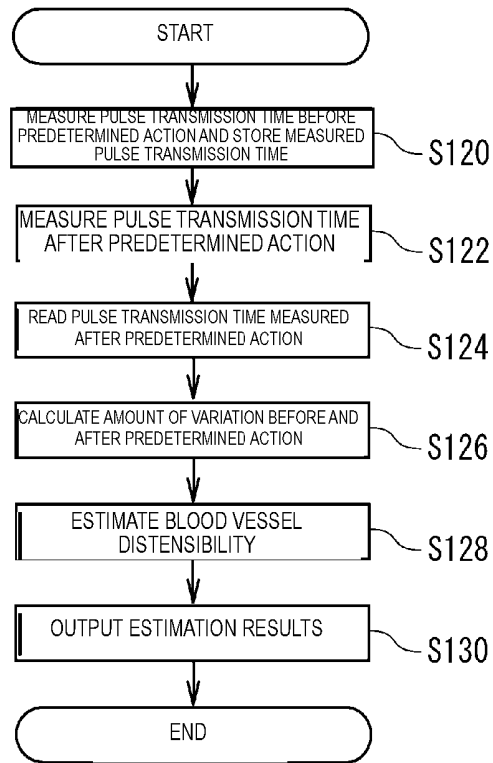 START
MEASURE PULSE TRANSMISSION TIME BEFORE
PREDETERMINED ACTION AND STORE MEASURED
PULSE TRANSMISSION TIME
S120
MEASURE PULSE TRANSMISSION TIME
AFTER PREDETERMINED ACTION
S122
READ PULSE TRANSMISSION TIME MEASURED
AFTER PREDETERMINED ACTION
S124
CALCULATE AMOUNT OF VARIATION BEFORE AND
AFTER PREDETERMINED ACTION
S126
ESTIMATE BLOOD VESSEL
DISTENSIBILITY
S128
OUTPUT ESTIMATION RESULTS
S130
END